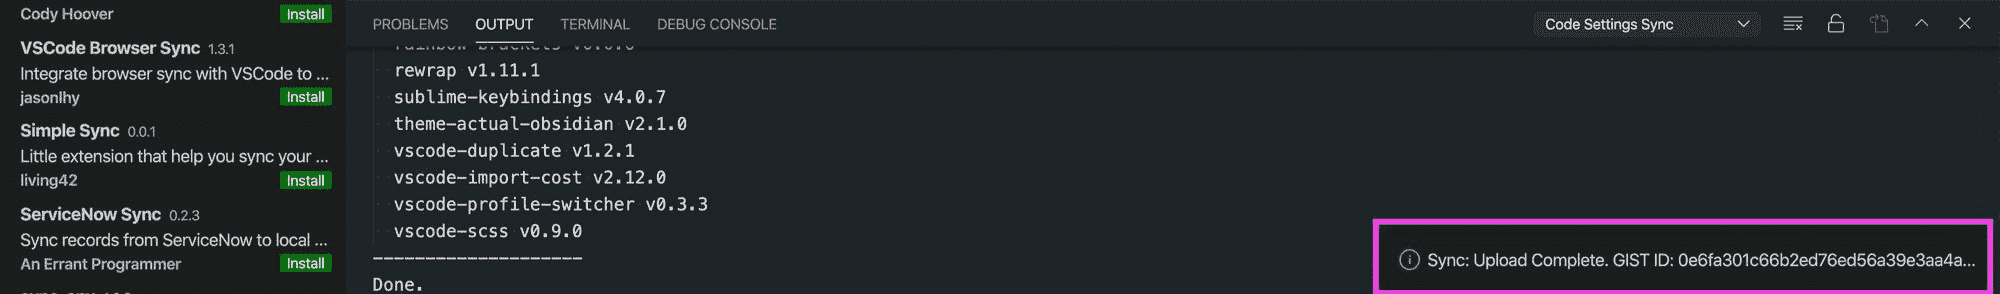 Cody Hoover Install
VSCode Browser Sync 1.3.1
Integrate browser sync with VSCode to ...
jasonlhy Install
Simple Sync 0.0.1
Little extension that help you sync your ...
living42 Install
ServiceNow Sync 0.2.3
Sync records from ServiceNow to local ...
An Errant Programmer Install
PROBLEMS OUTPUT TERMINAL DEBUG CONSOLE Code Settings Sync
rewrap v1.11.1
sublime-keybindings v4.0.7
theme-actual-obsidian v2.1.0
vscode-duplicate v1.2.1
vscode-import-cost v2.12.0
vscode-profile-switcher v0.3.3
vscode-scss v0.9.0
--------------------
Done.
Sync: Upload Complete. GIST ID: 0e6fa301c66b2ed76ed56a39e3aa4a...